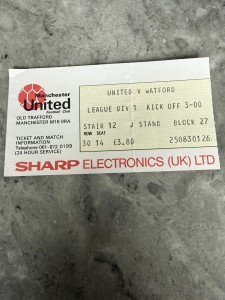 Manchester
United
Football Club
OLD TRAFFORD
MANCHESTER M16 0RA
TICKET AND MATCH
INFORMATION
Telephone 061-872 0199
(24 HOUR SERVICE)
UNITED V WATFORD
LEAGUE DIV 1 KICK OFF 3-00
STAIR 12 J STAND BLOCK 27
ROW SEAT
30 14 £3.80 250830126
SHARP ELECTRONICS (UK) LTD